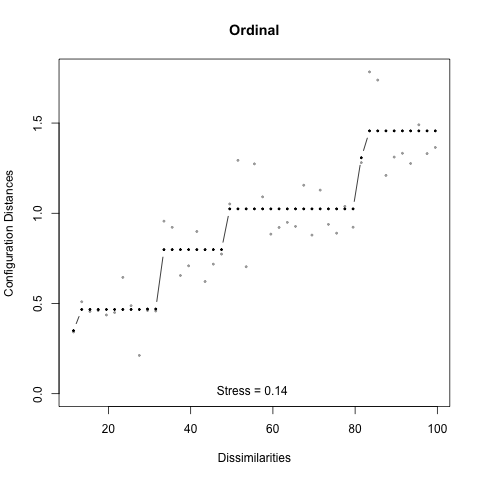 Ordinal
Configuration Distances
1.5
1.0
0.5
0.0
Stress = 0.14
20 40 60 80 100
Dissimilarities